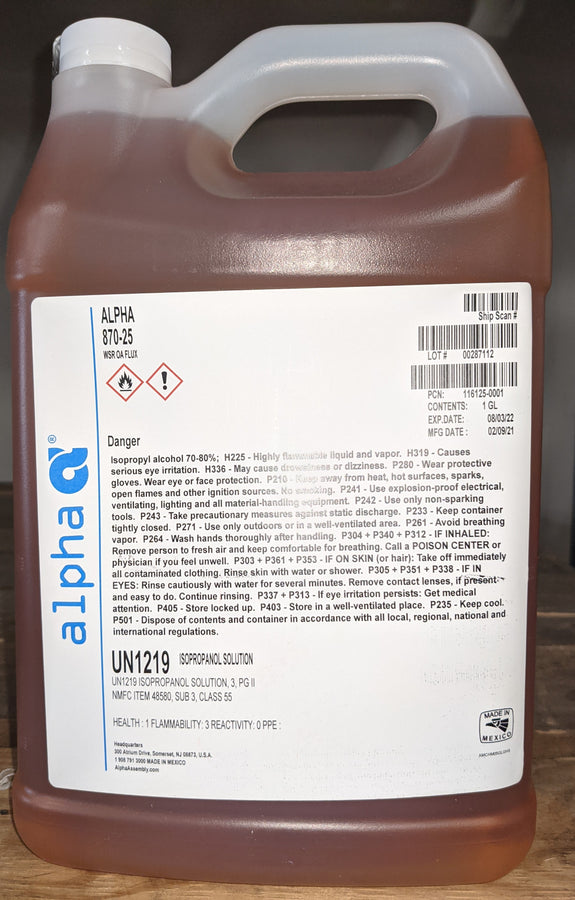 ALPHA
870-25
WSR OA FLUX
Ship Scan #
LOT # 00287112
PCN: 116125-0001
CONTENTS: 1 GL
EXP.DATE: 08/03/22
MFG DATE : 02/09/21
alpha®
Danger
Isopropyl alcohol 70-80%; H225 - Highly flammable liquid and vapor. H319 - Causes
serious eye irritation. H336 - May cause drowsiness or dizziness. P280 - Wear protective
gloves. Wear eye or face protection. P210 - Keep away from heat, hot surfaces, sparks,
open flames and other ignition sources. No smoking. P241 - Use explosion-proof electrical,
ventilating, lighting and all material-handling equipment. P242 - Use only non-sparking
tools. P243 - Take precautionary measures against static discharge. P233 - Keep container
tightly closed. P271 - Use only outdoors or in a well-ventilated area. P261 - Avoid breathing
vapor. P264 - Wash hands thoroughly after handling. P304 + P340 + P312 - IF INHALED:
Remove person to fresh air and keep comfortable for breathing. Call a POISON CENTER or
physician if you feel unwell. P303 + P361 + P353 - IF ON SKIN (or hair): Take off immediately
all contaminated clothing. Rinse skin with water or shower. P305 + P351 + P338 - IF IN
EYES: Rinse cautiously with water for several minutes. Remove contact lenses, if present
and easy to do. Continue rinsing. P337 + P313 - If eye irritation persists: Get medical
attention. P405 - Store locked up. P403 - Store in a well-ventilated place. P235 - Keep cool.
P501 - Dispose of contents and container in accordance with all local, regional, national and
international regulations.
UN1219 ISOPROPANOL SOLUTION
UN1219 ISOPROPANOL SOLUTION, 3, PG II
NMFC ITEM 48580, SUB 3, CLASS 55
HEALTH : 1 FLAMMABILITY: 3 REACTIVITY: 0 PPE :
MADE IN
MEXICO
Headquarters
300 Atrium Drive, Somerset, NJ 08873, U.S.A.
1 908 791 3000 MADE IN MEXICO
AlphaAssembly.com